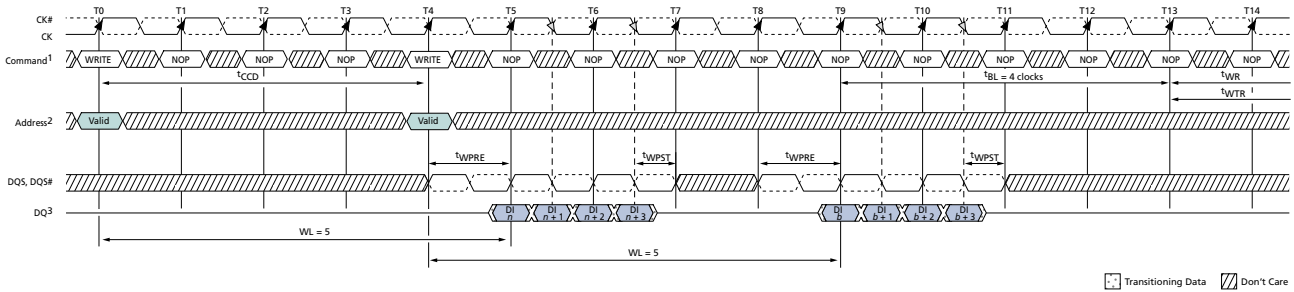 T0 T1 T2 T3 T4 T5 T6 T7 T8 T9 T10 T11 T12 T13 T14
CK#
CK
Command1 WRITE NOP NOP NOP WRITE NOP NOP NOP NOP NOP NOP NOP NOP NOP NOP
tCCD tBL = 4 clocks tWR
tWTR
Address2 Valid Valid
tWPRE tWPST tWPRE tWPST
DQS, DQS#
DQ3 DI n DI n + 1 DI n + 2 DI n + 3 DI b DI b + 1 DI b + 2 DI b + 3
WL = 5
WL = 5
Transitioning Data Don't Care